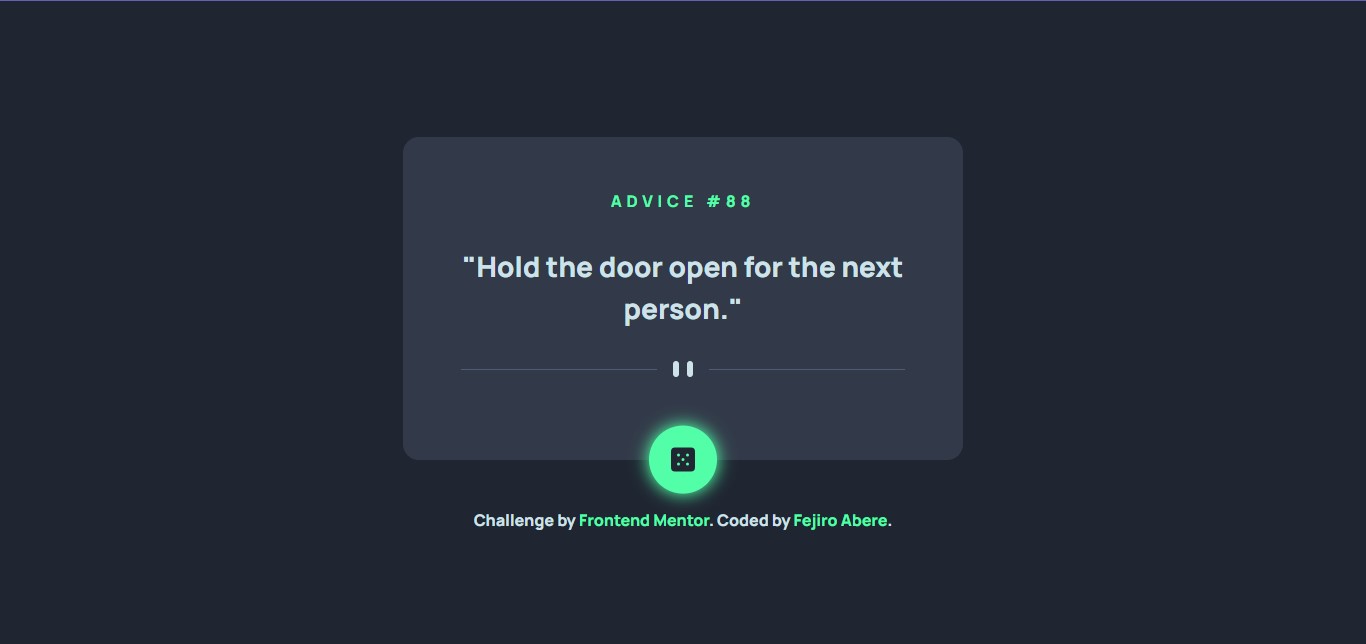 ADVICE #88
"Hold the door open for the next
person."
Challenge by Frontend Mentor. Coded by Fejiro Abere.